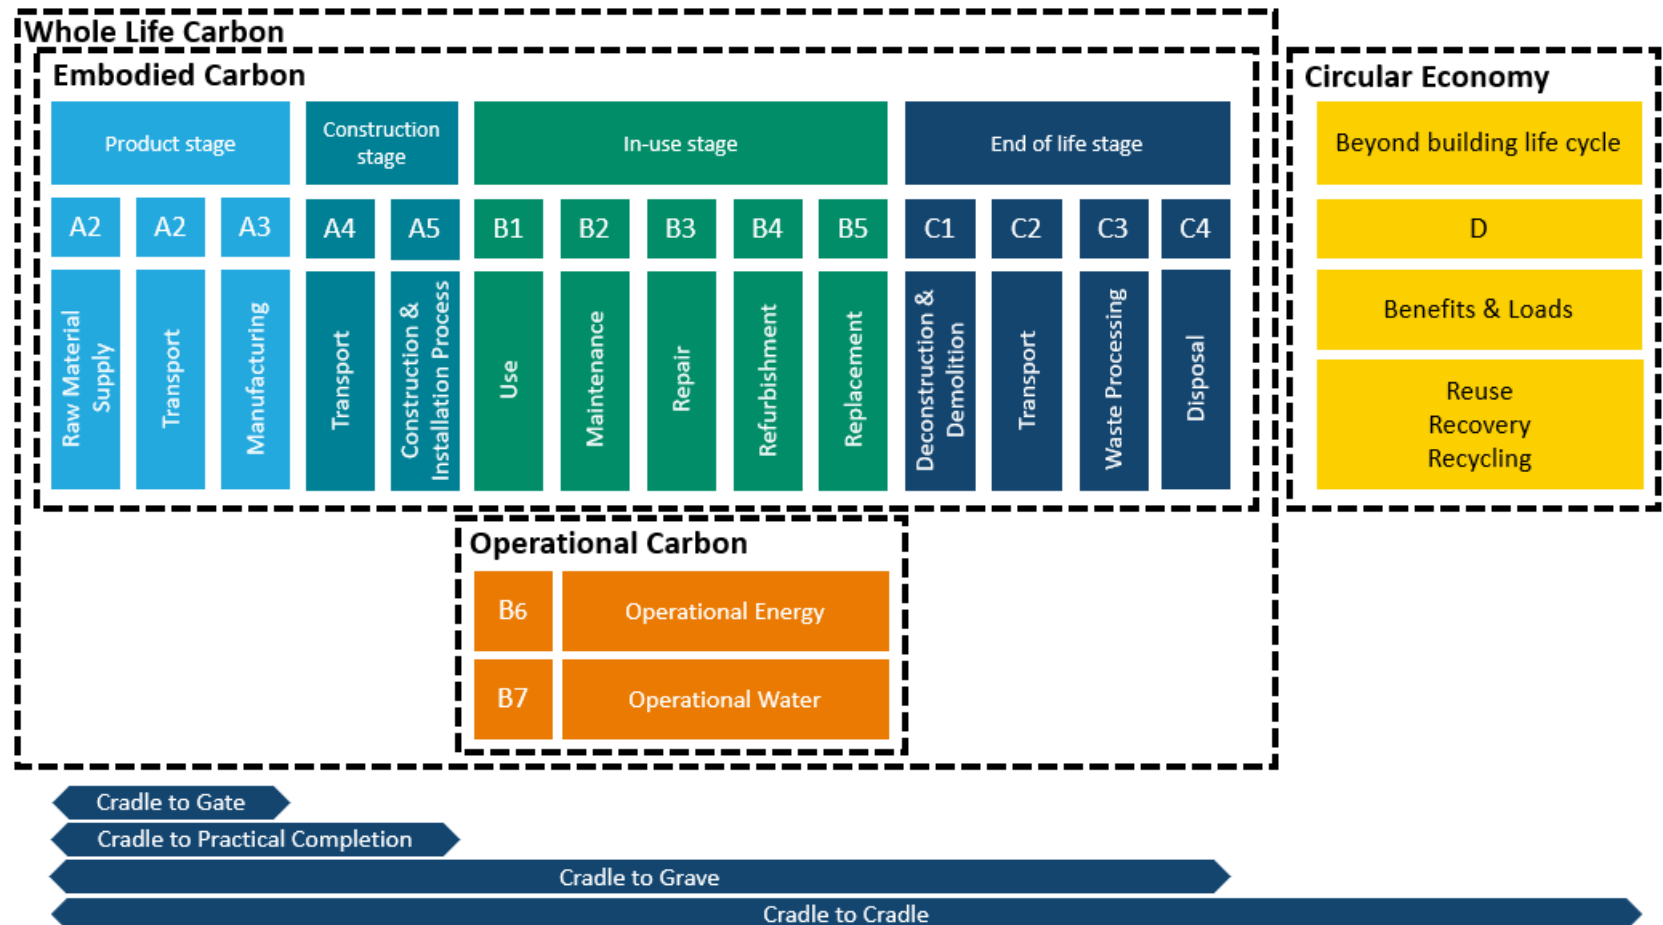 Whole Life Carbon
Embodied Carbon
Circular Economy
Product stage
Construction
stage
In-use stage
End of life stage
Beyond building life cycle
A2
A2
A3
A4
A5
B1
B2
B3
B4
B5
C1
C2
C3
C4
D
Raw Material
Supply
Transport
Manufacturing
Transport
Construction &
Installation Process
Use
Maintenance
Repair
Refurbishment
Replacement
Deconstruction &
Demolition
Transport
Waste Processing
Disposal
Benefits & Loads
Reuse
Recovery
Recycling
Operational Carbon
B6
Operational Energy
B7
Operational Water
Cradle to Gate
Cradle to Practical Completion
Cradle to Grave
Cradle to Cradle